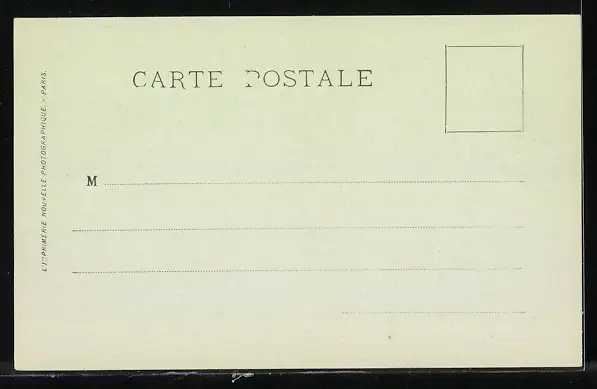 CARTE POSTALE
M
L'IMPRIMERIE NOUVELLE PHOTOGRAPHIQUE - PARIS.